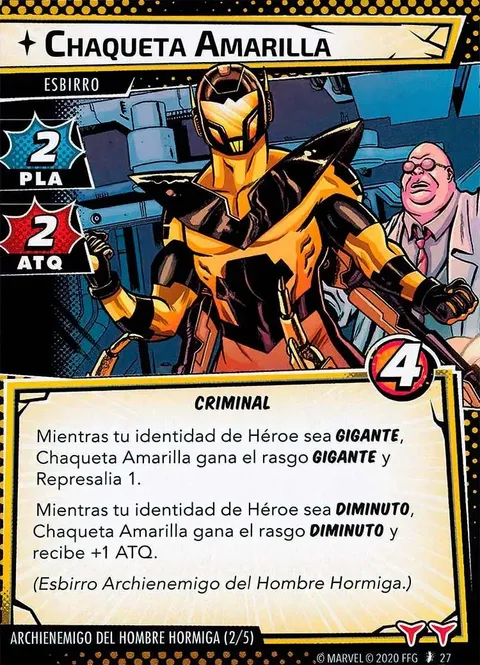 CHAQUETA AMARILLA
ESBIRRO
2
PLA
2
ATQ
4
CRIMINAL
Mientras tu identidad de Héroe sea GIGANTE,
Chaqueta Amarilla gana el rasgo GIGANTE y
Represalia 1.
Mientras tu identidad de Héroe sea DIMINUTO,
Chaqueta Amarilla gana el rasgo DIMINUTO y
recibe +1 ATQ.
(Esbirro Archienemigo del Hombre Hormiga.)
ARCHIENEMIGO DEL HOMBRE HORMIGA (2/5)
© MARVEL © 2020 FFG 27